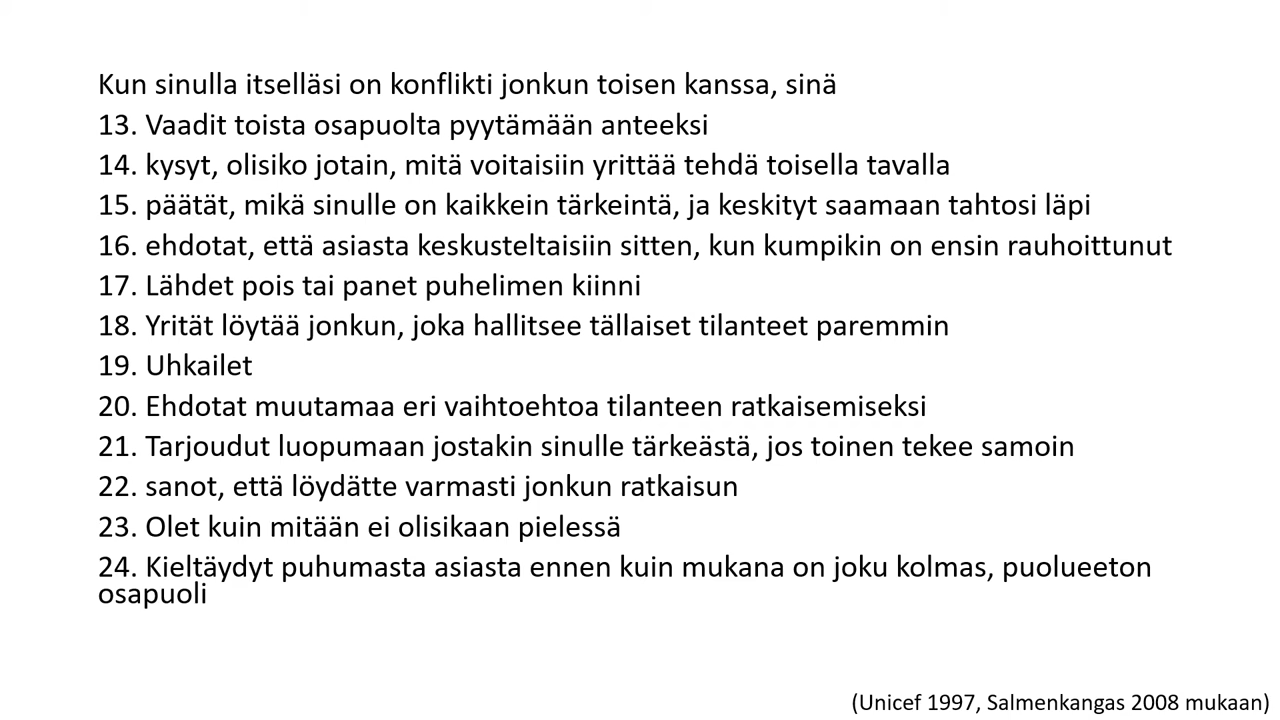 Kun sinulla itselläsi on konflikti jonkun toisen kanssa, sinä
13. Vaadit toista osapuolta pyytämään anteeksi
14. kysyt, olisiko jotain, mitä voitaisiin yrittää tehdä toisella tavalla
15. päätät, mikä sinulle on kaikkein tärkeintä, ja keskityt saamaan tahtosi läpi
16. ehdotat, että asiasta keskusteltaisiin sitten, kun kumpikin on ensin rauhoittunut
17. Lähdet pois tai panet puhelimen kiinni
18. Yrität löytää jonkun, joka hallitsee tällaiset tilanteet paremmin
19. Uhkailet
20. Ehdotat muutamaa eri vaihtoehtoa tilanteen ratkaisemiseksi
21. Tarjoudut luopumaan jostakin sinulle tärkeästä, jos toinen tekee samoin
22. sanot, että löydätte varmasti jonkun ratkaisun
23. Olet kuin mitään ei olisikaan pielessä
24. Kieltäydyt puhumasta asiasta ennen kuin mukana on joku kolmas, puolueeton
osapuoli
(Unicef 1997, Salmenkangas 2008 mukaan)